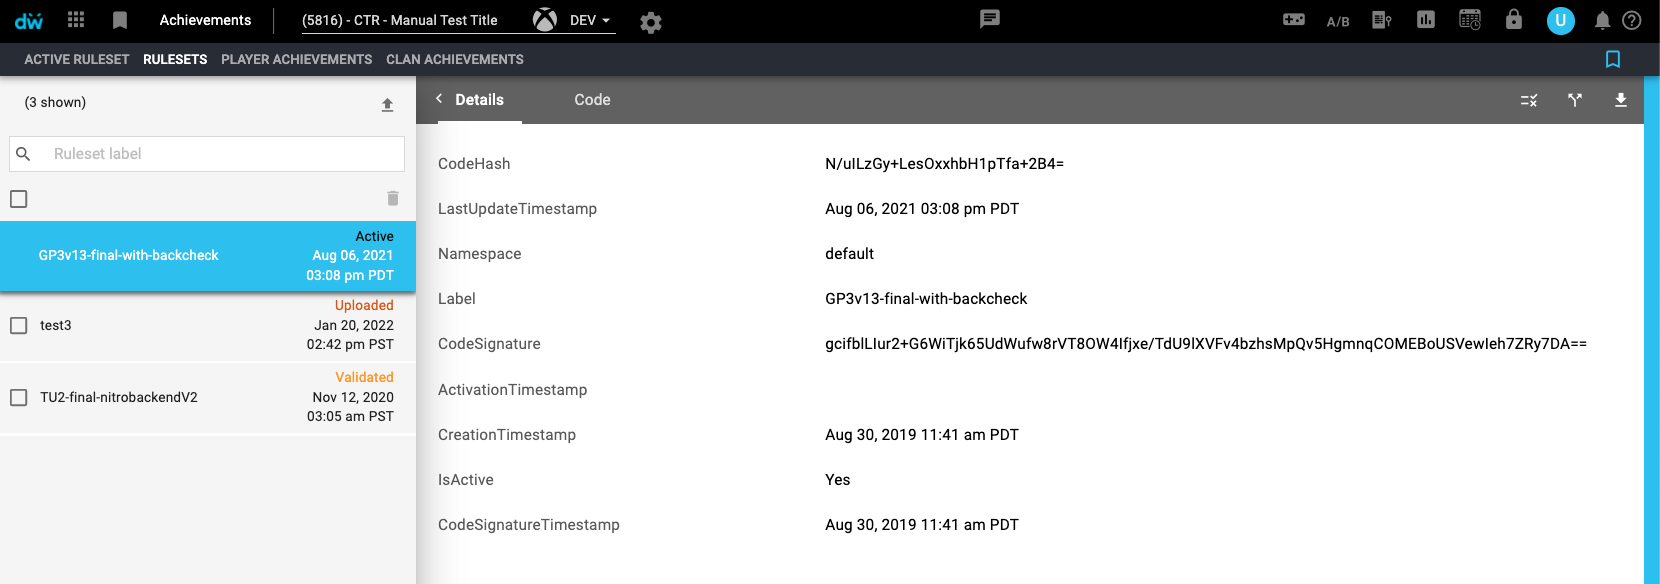 dw
Achievements
(5816) - CTR - Manual Test Title
DEV
A/B
U
ACTIVE RULESET
RULESETS
PLAYER ACHIEVEMENTS
CLAN ACHIEVEMENTS
(3 shown)
Ruleset label
Active
GP3v13-final-with-backcheck
Aug 06, 2021
03:08 pm PDT
Uploaded
test3
Jan 20, 2022
02:42 pm PST
Validated
TU2-final-nitrobackendV2
Nov 12, 2020
03:05 am PST
Details
Code
CodeHash
N/uILzGy+LesOxxhbH1pTfa+2B4=
LastUpdateTimestamp
Aug 06, 2021 03:08 pm PDT
Namespace
default
Label
GP3v13-final-with-backcheck
CodeSignature
gcifblLIur2+G6WiTjk65UdWufw8rVT8OW4Ifjxe/TdU9lXVFv4bzhsMpQv5HgmnqCOMEBoUSVewIeh7ZRy7DA==
ActivationTimestamp
CreationTimestamp
Aug 30, 2019 11:41 am PDT
IsActive
Yes
CodeSignatureTimestamp
Aug 30, 2019 11:41 am PDT